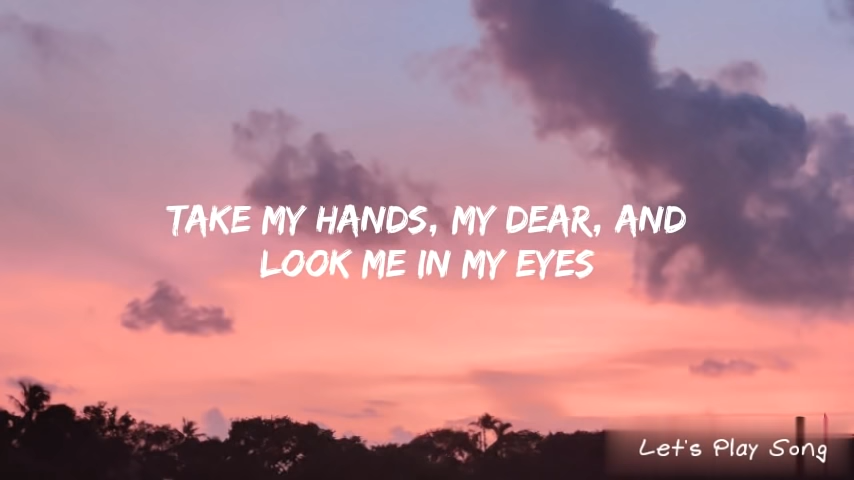 TAKE MY HANDS, MY DEAR, AND
LOOK ME IN MY EYES
Let's Play Song